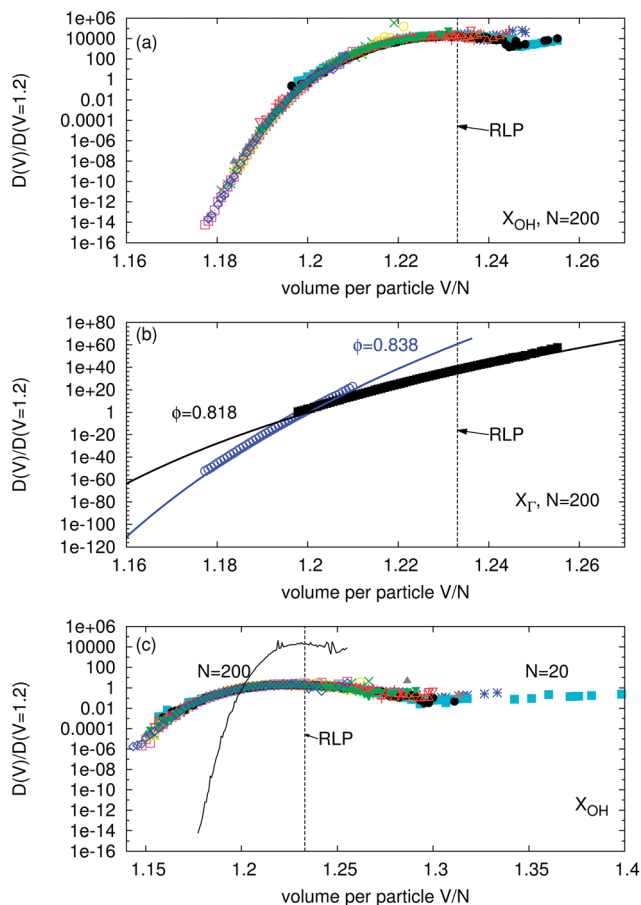 (a)
D(V)/D(V=1.2)
1e+06
10000
100
1
0.01
0.0001
1e-06
1e-08
1e-10
1e-12
1e-14
1e-16
RLP
X_OH, N=200
1.16 1.18 1.2 1.22 1.24 1.26
volume per particle V/N
(b)
D(V)/D(V=1.2)
1e+80
1e+60
1e+40
1e+20
1
1e-20
1e-40
1e-60
1e-80
1e-100
1e-120
ϕ=0.838
ϕ=0.818
RLP
X_Γ, N=200
1.16 1.18 1.2 1.22 1.24 1.26
volume per particle V/N
(c)
D(V)/D(V=1.2)
1e+06
10000
100
1
0.01
0.0001
1e-06
1e-08
1e-10
1e-12
1e-14
1e-16
N=200
N=20
RLP
X_OH
1.15 1.2 1.25 1.3 1.35 1.4
volume per particle V/N